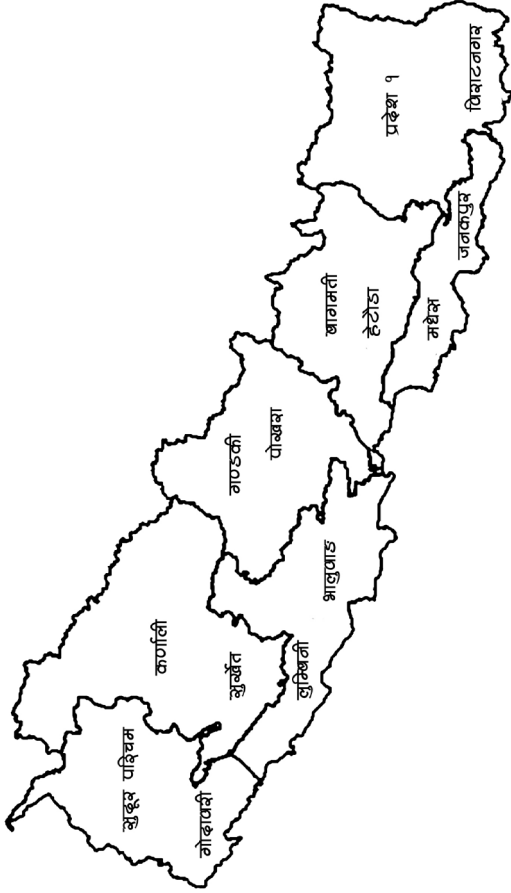 सुदूर पश्चिम
गोदावरी
कर्णाली
सुर्खेत
लुम्बिनी
भालुवाङ
गण्डकी
पोखरा
बागमती
हेटौडा
मधेस
जनकपुर
प्रदेश १
विराटनगर